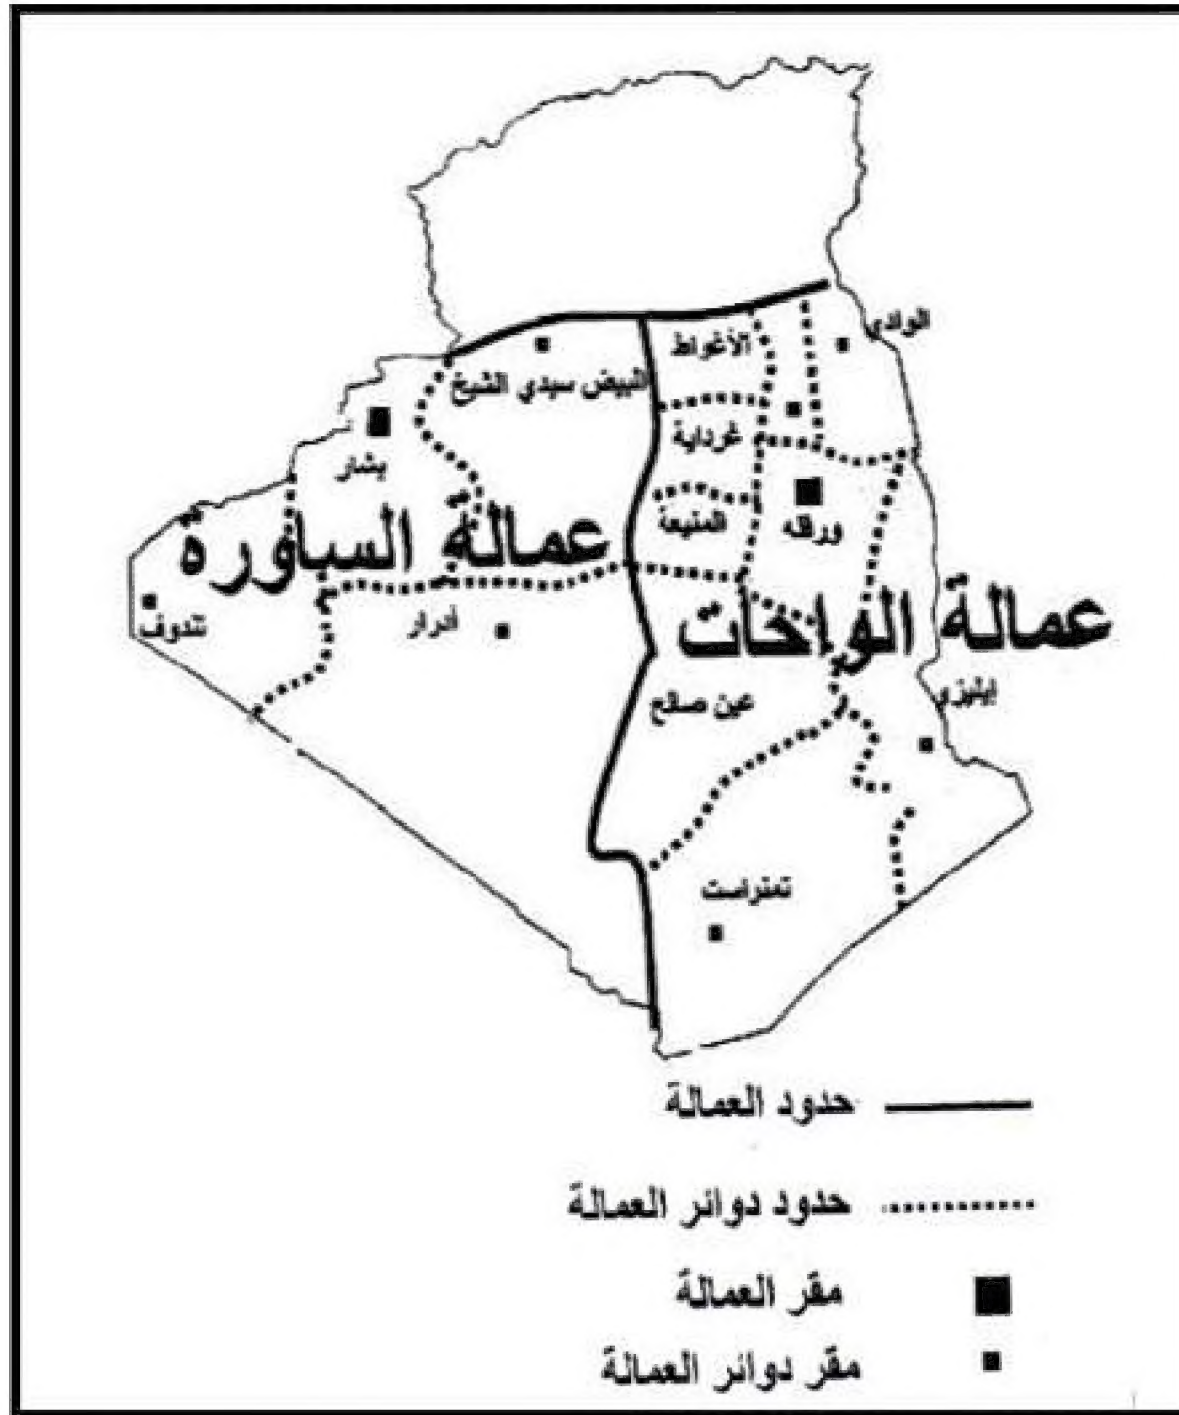 الوادي
الأغواط
البيض سيدي الشيخ
غرداية
بشار
المنيعة
ورقله
عمالة الساورة
عمالة الواحات
تندوف
أدرار
إيليزي
عين صالح
تمنراست
حدود العمالة
حدود دوائر العمالة
مقر العمالة
مقر دوائر العمالة